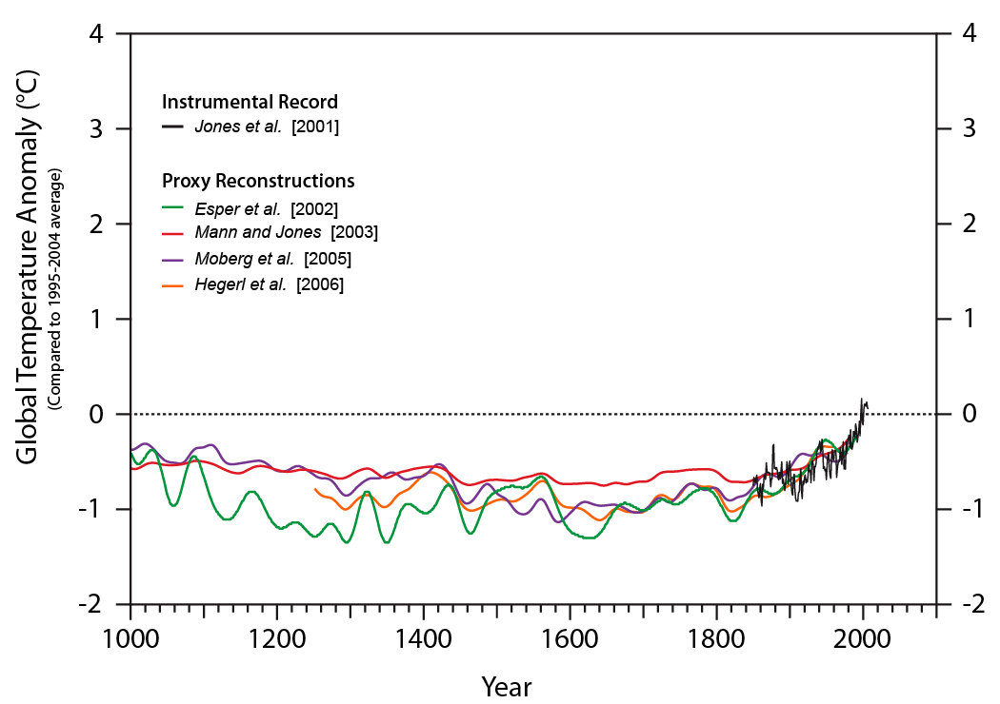 Global Temperature Anomaly (°C)
(Compared to 1995-2004 average)
4
3
2
1
0
-1
-2
Instrumental Record
Jones et al. [2001]
Proxy Reconstructions
Esper et al. [2002]
Mann and Jones [2003]
Moberg et al. [2005]
Hegerl et al. [2006]
4
3
2
1
0
-1
-2
1000 1200 1400 1600 1800 2000
Year